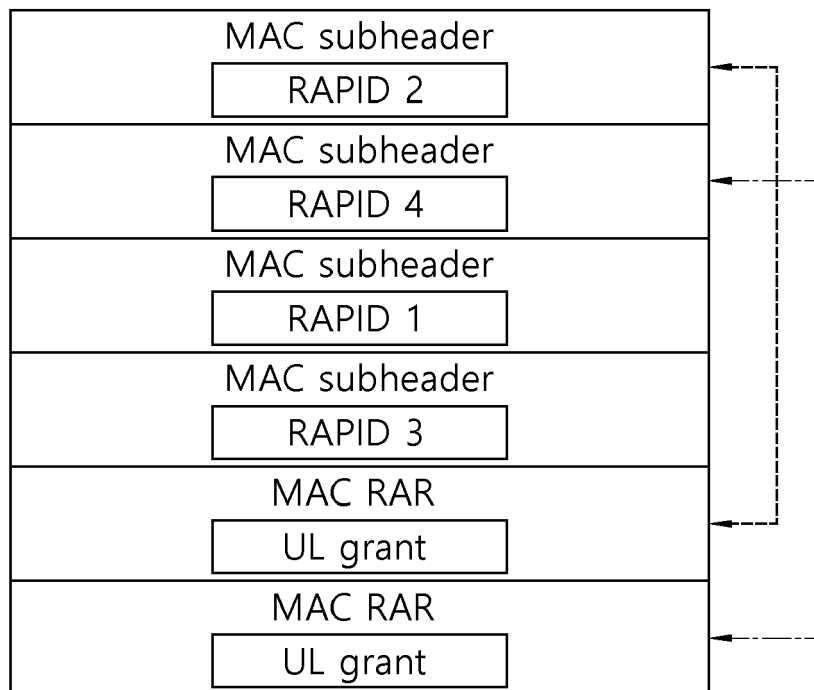 MAC subheader
RAPID 2
MAC subheader
RAPID 4
MAC subheader
RAPID 1
MAC subheader
RAPID 3
MAC RAR
UL grant
MAC RAR
UL grant